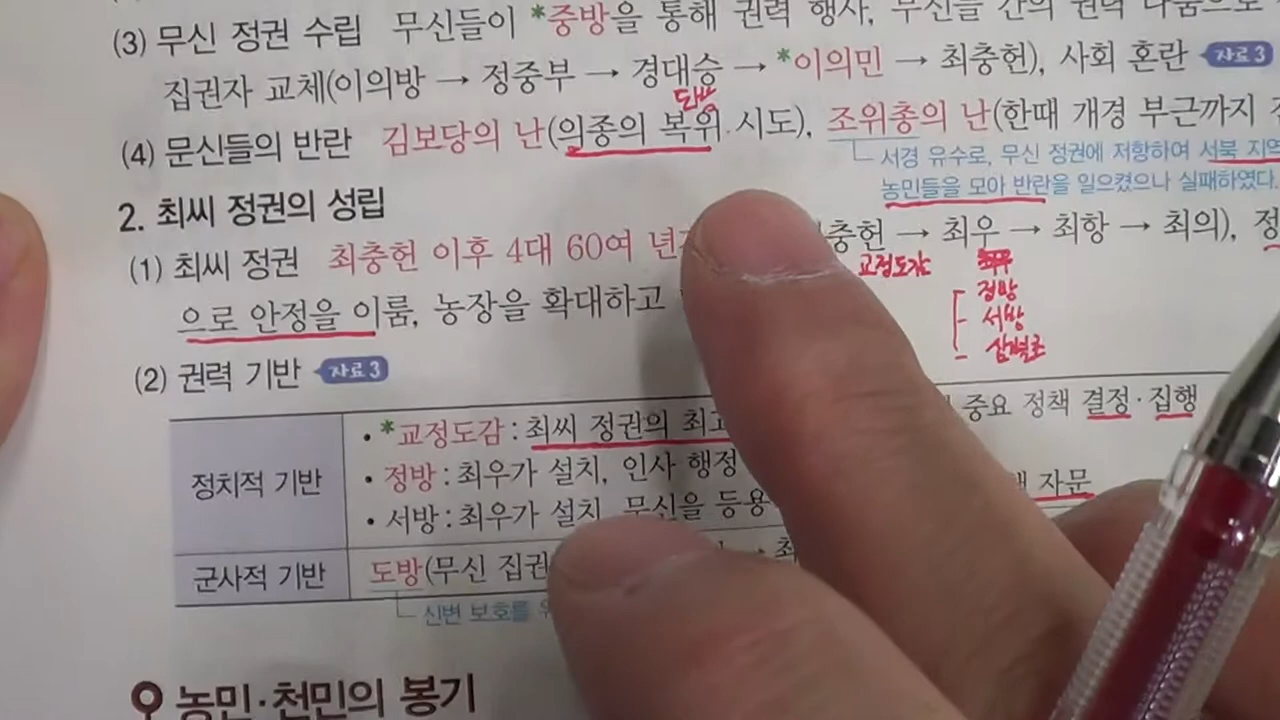 (3) 무신 정권 수립 무신들이 *중방을 통해 권력 행사, 무신들 간의 권력 다툼으로
집권자 교체(이의방 → 정중부 → 경대승 → *이의민 → 최충헌), 사회 혼란 자료3
도방
(4) 문신들의 반란 김보당의 난(의종의 복위 시도), 조위총의 난(한때 개경 부근까지
서경 유수로, 무신 정권에 저항하여 서북 지역
농민들을 모아 반란을 일으켰으나 실패하였다.
2. 최씨 정권의 성립
(1) 최씨 정권 최충헌 이후 4대 60여 년 충헌 → 최우 → 최항 → 최의), 정
교정도감
정방
서방
삼별초
으로 안정을 이룸, 농장을 확대하고
(2) 권력 기반 자료3
정치적 기반
• *교정도감 : 최씨 정권의 최고 중요 정책 결정·집행
• 정방 : 최우가 설치, 인사 행정
• 서방 : 최우가 설치, 문신을 등용 자문
군사적 기반
도방(무신 집권 → 최
신변 보호를
농민·천민의 봉기